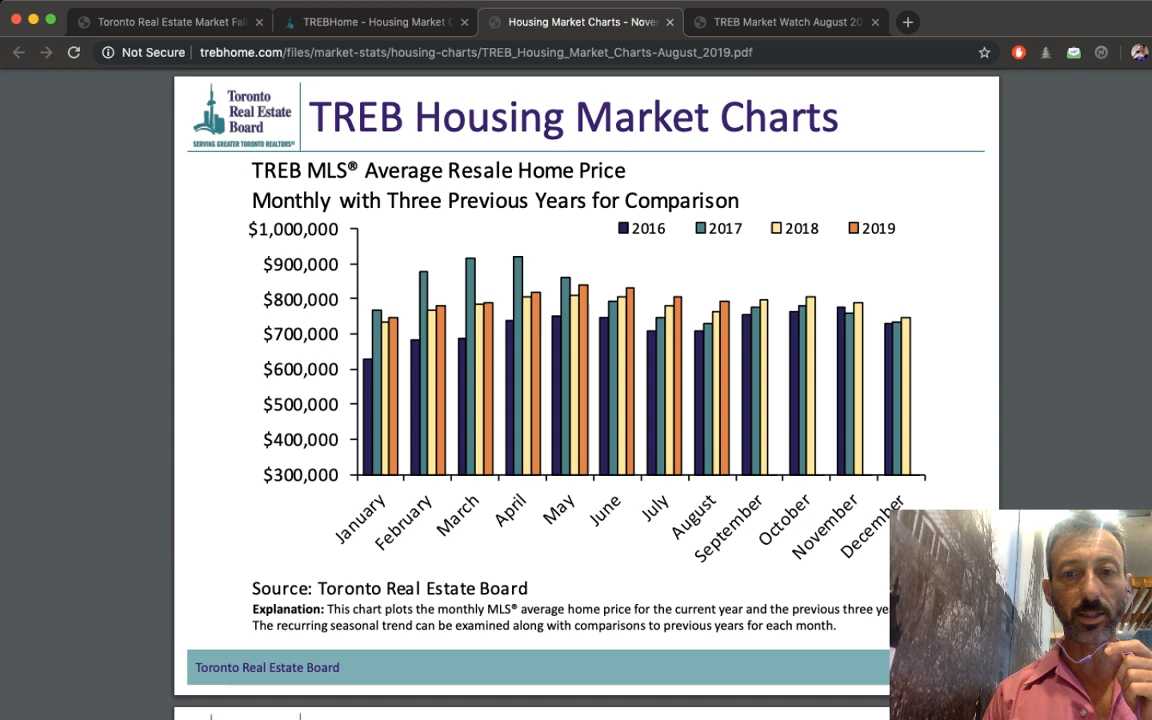 Toronto Real Estate Market Fal
TREBHome - Housing Market C
Housing Market Charts - Nove
TREB Market Watch August 20
Not Secure
trebhome.com/files/market-stats/housing-charts/TREB_Housing_Market_Charts-August_2019.pdf
Toronto
Real Estate
Board
SERVING GREATER TORONTO REALTORS®
TREB Housing Market Charts
TREB MLS® Average Resale Home Price
Monthly with Three Previous Years for Comparison
2016 2017 2018 2019
$1,000,000
$900,000
$800,000
$700,000
$600,000
$500,000
$400,000
$300,000
January February March April May June July August September October November December
Source: Toronto Real Estate Board
Explanation: This chart plots the monthly MLS® average home price for the current year and the previous three ye
The recurring seasonal trend can be examined along with comparisons to previous years for each month.
Toronto Real Estate Board